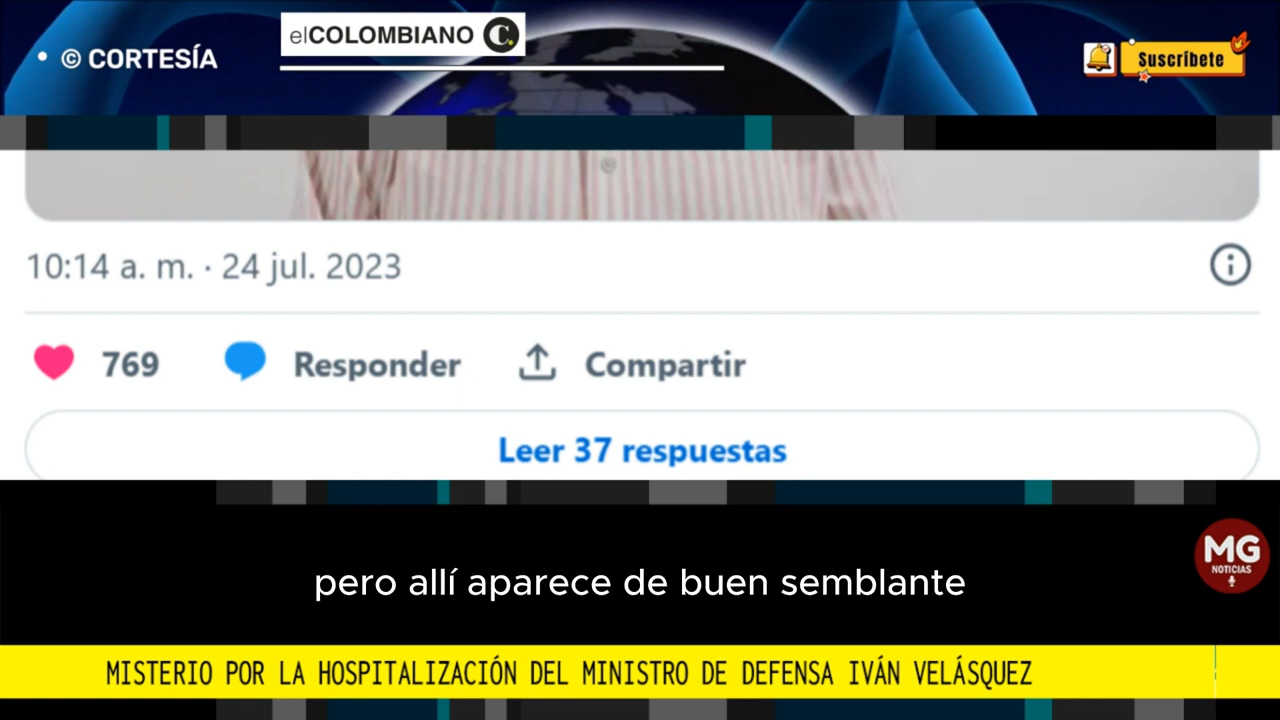 • © CORTESÍA
elCOLOMBIANO C.
Suscríbete
10:14 a. m. · 24 jul. 2023
769 Responder Compartir
Leer 37 respuestas
MG
NOTICIAS
pero allí aparece de buen semblante
MISTERIO POR LA HOSPITALIZACIÓN DEL MINISTRO DE DEFENSA IVÁN VELÁSQUEZ